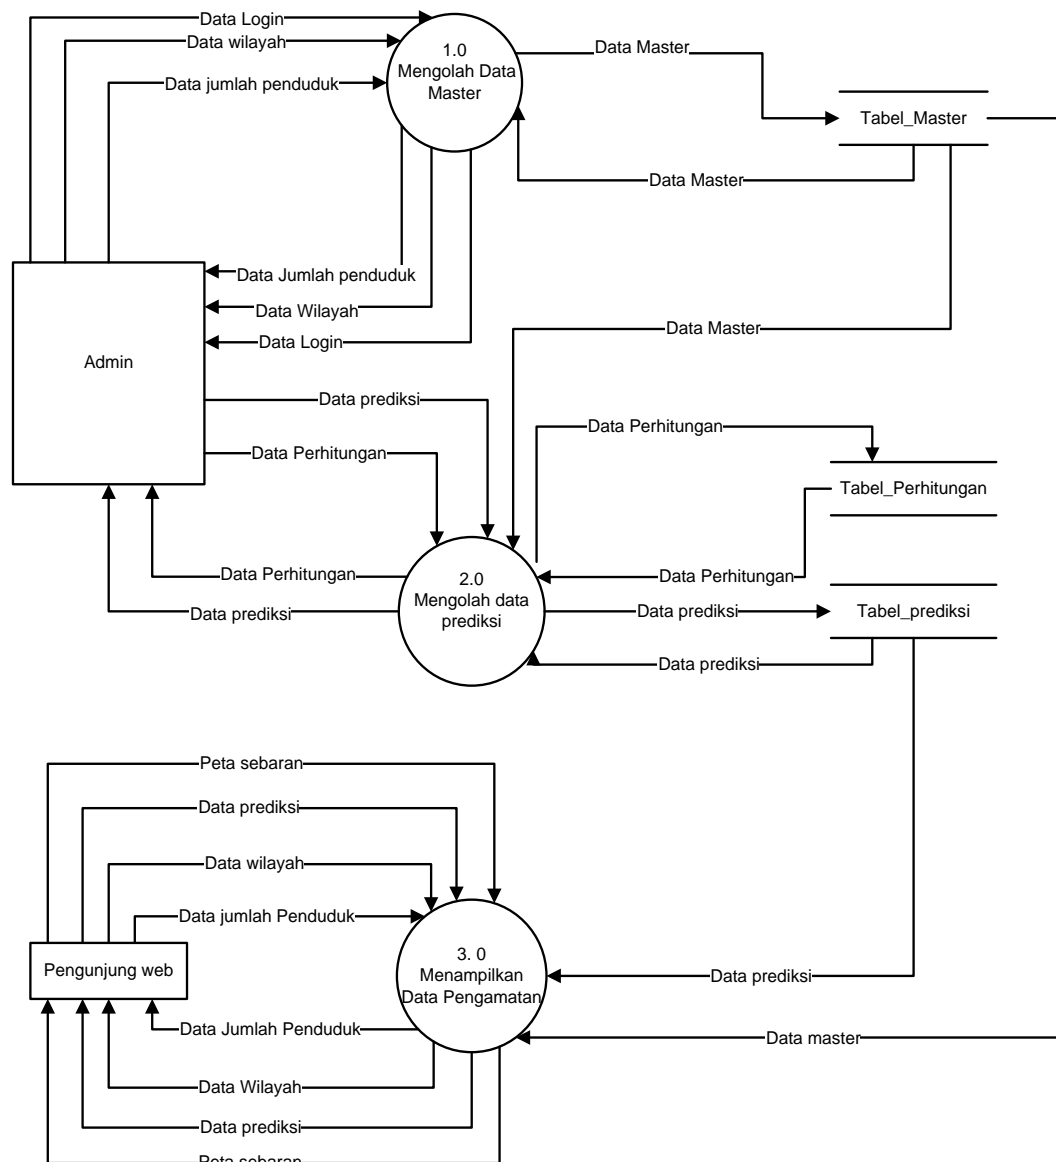 Data Login
Data wilayah
Data jumlah penduduk
1.0
Mengolah Data
Master
Data Master
Tabel_Master
Data Master
Data Jumlah penduduk
Data Wilayah
Data Login
Data Master
Admin
Data prediksi
Data Perhitungan
Data Perhitungan
Tabel_Perhitungan
Data Perhitungan
Data Perhitungan
2.0
Mengolah data
prediksi
Data prediksi
Data prediksi
Tabel_prediksi
Data prediksi
Peta sebaran
Data prediksi
Data wilayah
Data jumlah Penduduk
Pengunjung web
3. 0
Menampilkan
Data Pengamatan
Data prediksi
Data Jumlah Penduduk
Data master
Data Wilayah
Data prediksi
Peta sebaran